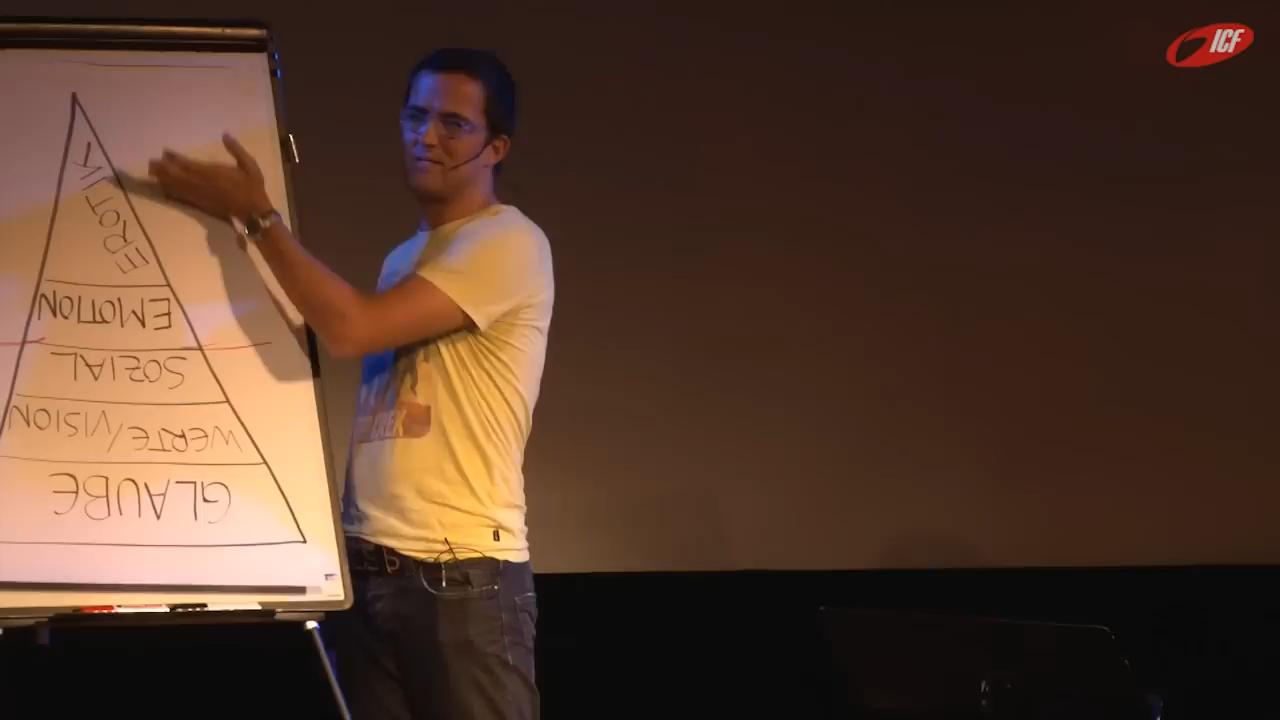 ICF
EROTIK
EMOTION
SOZIAL
WERTE/VISION
GLAUBE